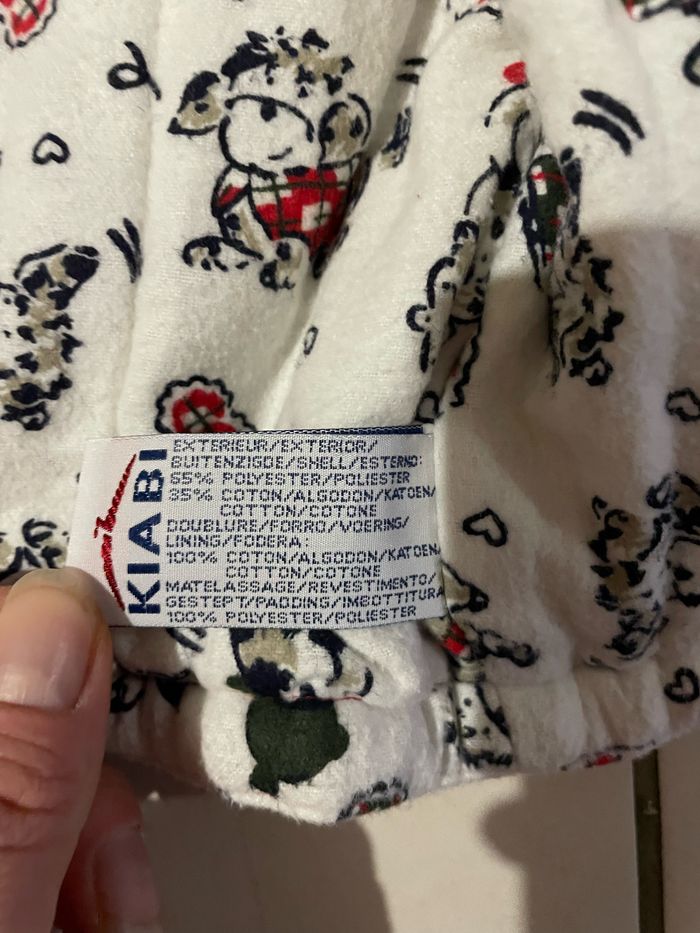 KIABI
EXTERIEUR/EXTERIOR/
BUITENZIGDE/SHELL/ESTERNO:
65% POLYESTER/POLIESTER
35% COTON/ALGODON/KATOEN/
COTTON/COTONE
DOUBLURE/FORRO/VOERING/
LINING/FODERA:
100% COTON/ALGODON/KATOEN/
COTTON/COTONE
MATELASSAGE/REVESTIMENTO/
GESTEPT/PADDING/IMBOTTITURA
100% POLYESTER/POLIESTER